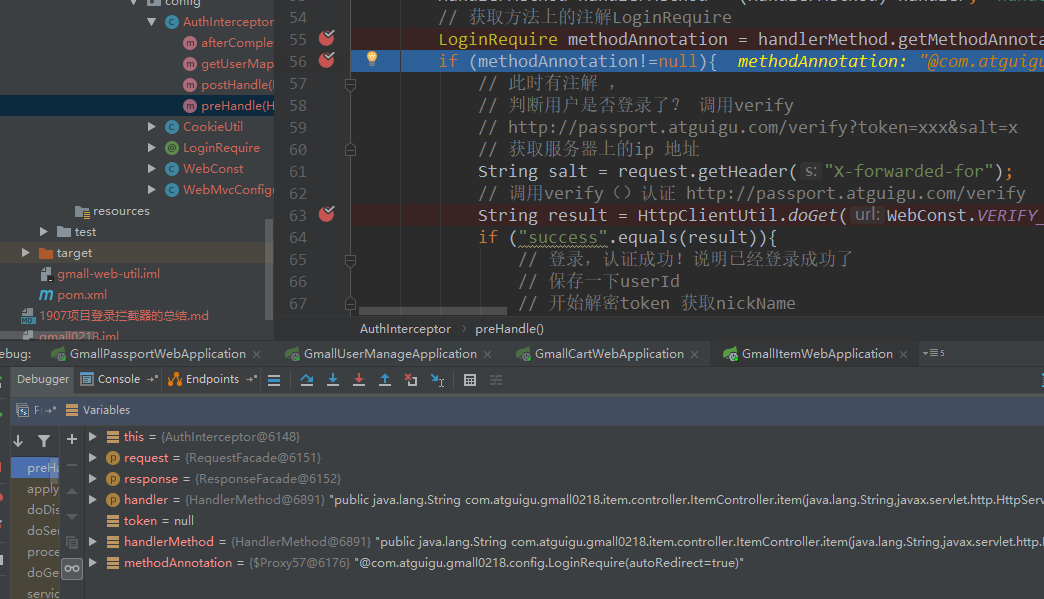 config
AuthInterceptor
afterComple
getUserMap
postHandle(
preHandle(H
CookieUtil
LoginRequire
WebConst
WebMvcConfigu
resources
test
target
gmall-web-util.iml
pom.xml
1907项目登录拦截器的总结.md
gmall0218.iml
54 // 获取方法上的注解LoginRequire
55 LoginRequire methodAnnotation = handlerMethod.getMethodAnnota
56 if (methodAnnotation!=null){ methodAnnotation: "@com.atguigu
57 // 此时有注解 ，
58 // 判断用户是否登录了？ 调用verify
59 // http://passport.atguigu.com/verify?token=xxx&salt=x
60 // 获取服务器上的ip 地址
61 String salt = request.getHeader( s: "X-forwarded-for");
62 // 调用verify（）认证 http://passport.atguigu.com/verify
63 String result = HttpClientUtil.doGet( url: WebConst.VERIFY_
64 if ("success".equals(result)){
65 // 登录，认证成功！说明已经登录成功了
66 // 保存一下userId
67 // 开始解密token 获取nickName
AuthInterceptor › preHandle()
ebug: GmallPassportWebApplication × GmallUserManageApplication × GmallCartWebApplication × GmallItemWebApplication × 5
Debugger Console Endpoints
Variables
this = {AuthInterceptor@6148}
request = {RequestFacade@6151}
response = {ResponseFacade@6152}
handler = {HandlerMethod@6891} "public java.lang.String com.atguigu.gmall0218.item.controller.ItemController.item(java.lang.String,javax.servlet.http.HttpServ
token = null
handlerMethod = {HandlerMethod@6891} "public java.lang.String com.atguigu.gmall0218.item.controller.ItemController.item(java.lang.String,javax.servlet.http.
methodAnnotation = {$Proxy57@6176} "@com.atguigu.gmall0218.config.LoginRequire(autoRedirect=true)"
preHa
apply
doDis
doSe
proce
doGe
servic